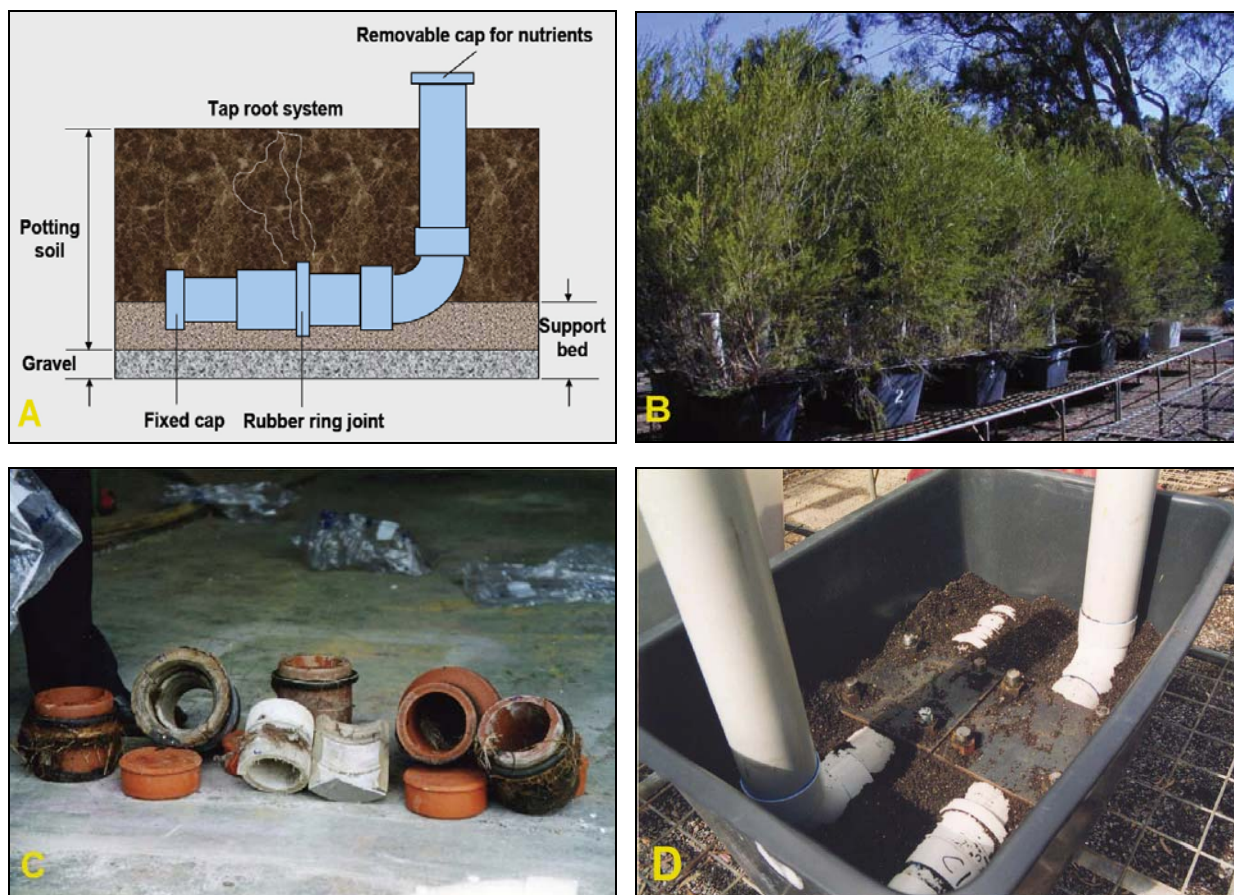 Removable cap for nutrients
Tap root system
Potting
soil
Support
bed
Gravel
Fixed cap
Rubber ring joint
A
B
2
C
D